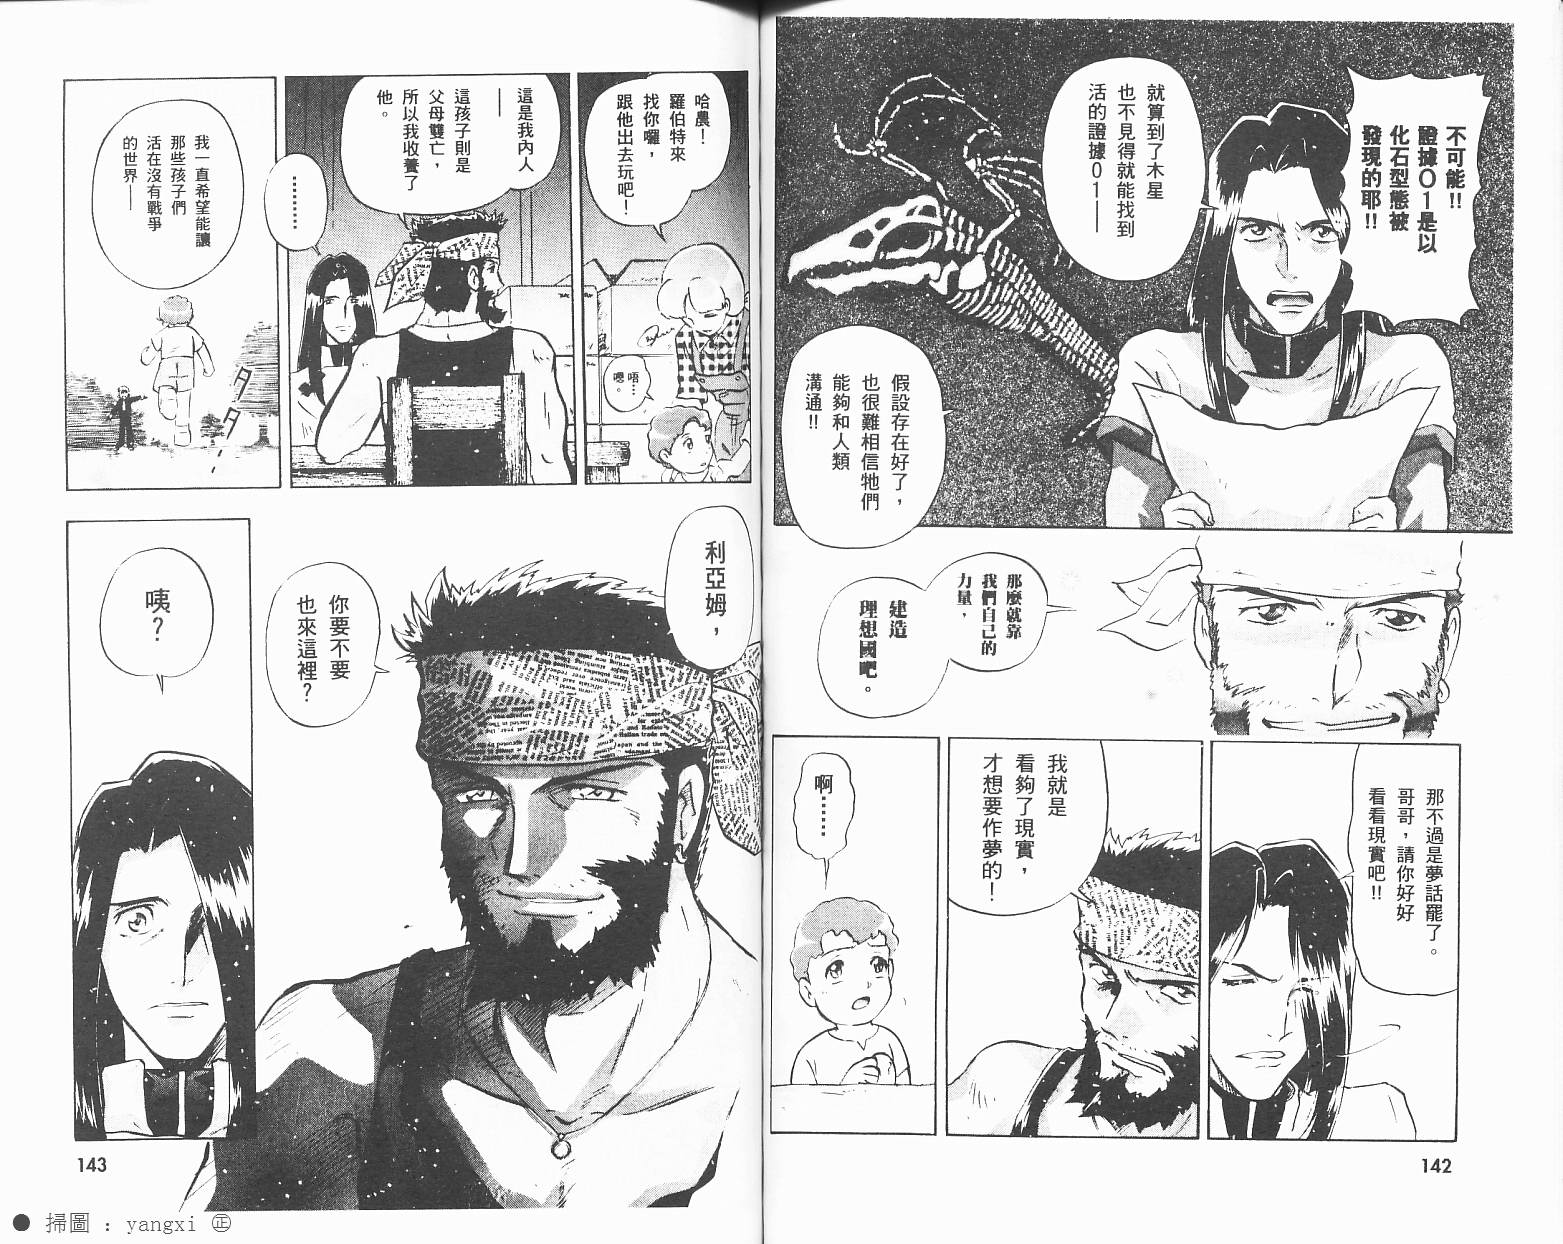 不可能!!
證據01是以
化石型態被
發現的耶!!
就算到了木星
也不見得就能找到
活的證據01——
假設存在好了，
也很難相信牠們
能夠和人類
溝通!!
那麼就靠
我們自己的
力量，
建造
理想國吧。
那不過是夢話罷了。
哥哥，請你好好
看看現實吧!!
我就是
看夠了現實，
才想要作夢的！
啊……
142
哈農！
羅伯特來
找你囉，
跟他出去玩吧！
唔……
嗯。
這是我內人
——
這孩子則是
父母雙亡，
所以我收養了
他。
………
我一直希望能讓
那些孩子們
活在沒有戰爭
的世界——
タタタ…
利亞姆，
你要不要
也來這裡？
咦？
143
● 掃圖 ：yangxi ㊣